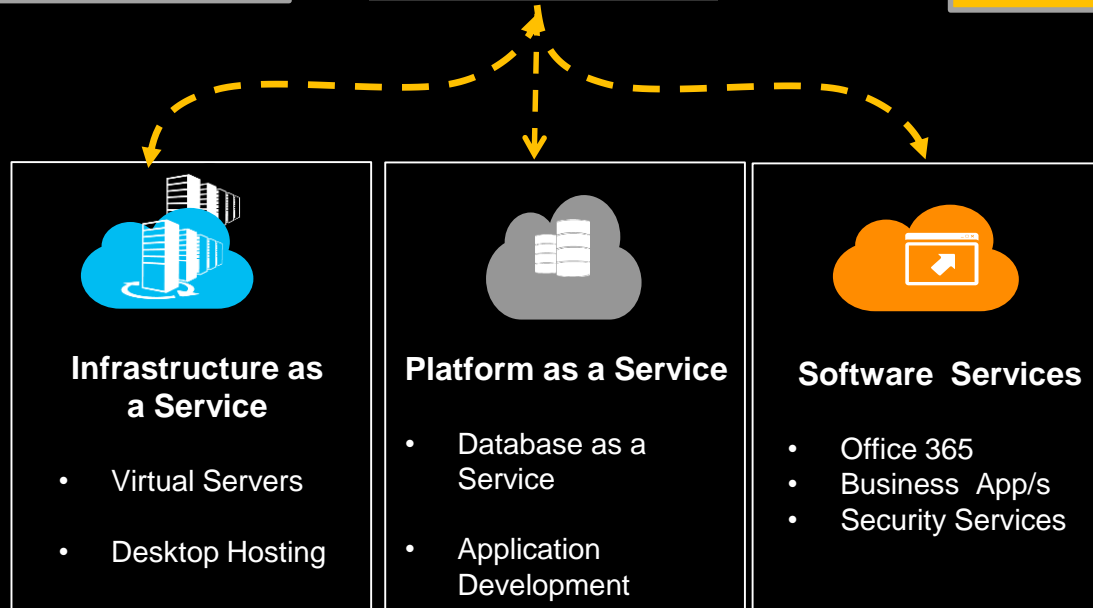 Infrastructure as
a Service
• Virtual Servers
• Desktop Hosting
Platform as a Service
• Database as a
Service
• Application
Development
Software Services
• Office 365
• Business App/s
• Security Services